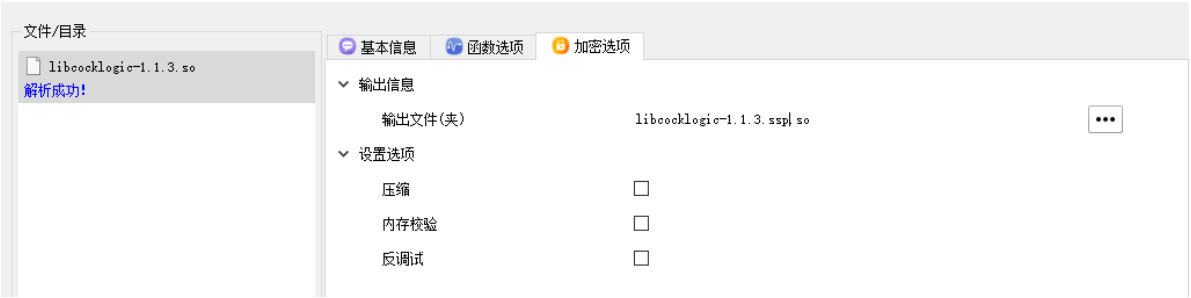 文件/目录
libcocklogic-1.1.3.so
解析成功!
基本信息
函数选项
加密选项
输出信息
输出文件(夹)
libcocklogic-1.1.3.ssp.so
设置选项
压缩
内存校验
反调试